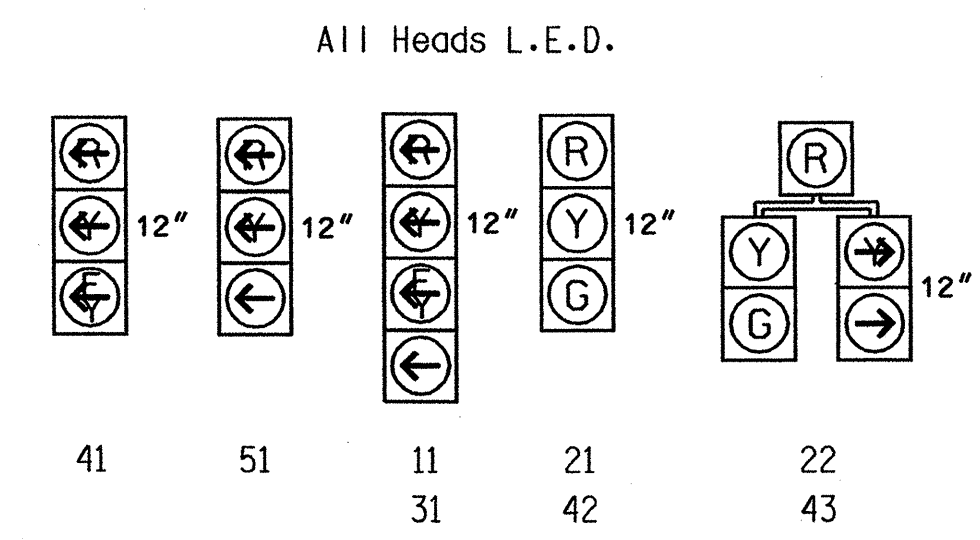 All Heads L.E.D.
R R R R R
Y Y Y Y Y Y
12" 12" 12" 12" 12"
F
Y
F
Y
G G
41 51 11 21 22
31 42 43